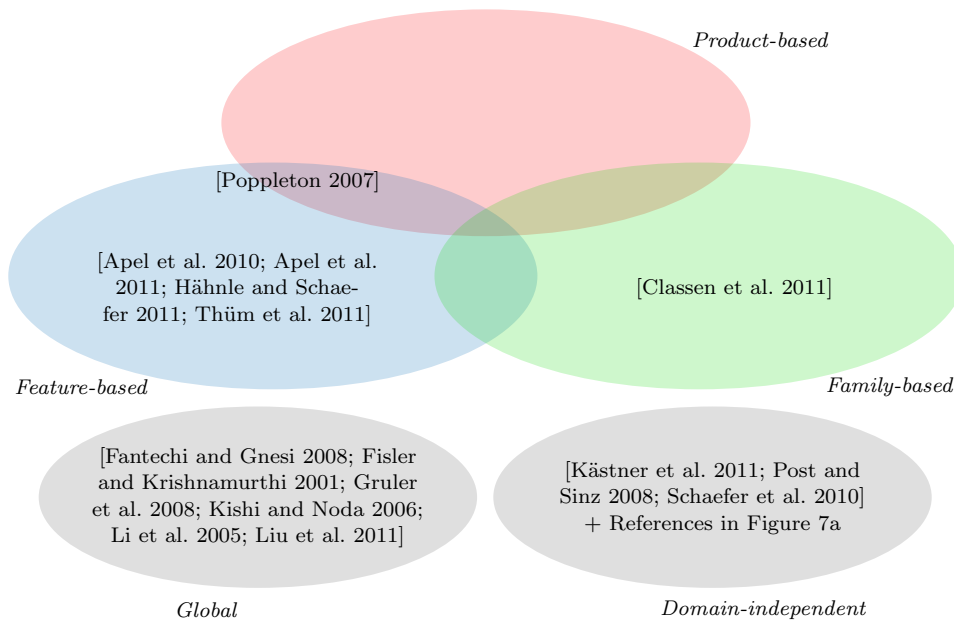 Product-based
[Poppleton 2007]
[Apel et al. 2010; Apel et al.
2011; Hähnle and Schae-
fer 2011; Thüm et al. 2011]
[Classen et al. 2011]
Feature-based
Family-based
[Fantechi and Gnesi 2008; Fisler
and Krishnamurthi 2001; Gruler
et al. 2008; Kishi and Noda 2006;
Li et al. 2005; Liu et al. 2011]
[Kästner et al. 2011; Post and
Sinz 2008; Schaefer et al. 2010]
+ References in Figure 7a
Global
Domain-independent